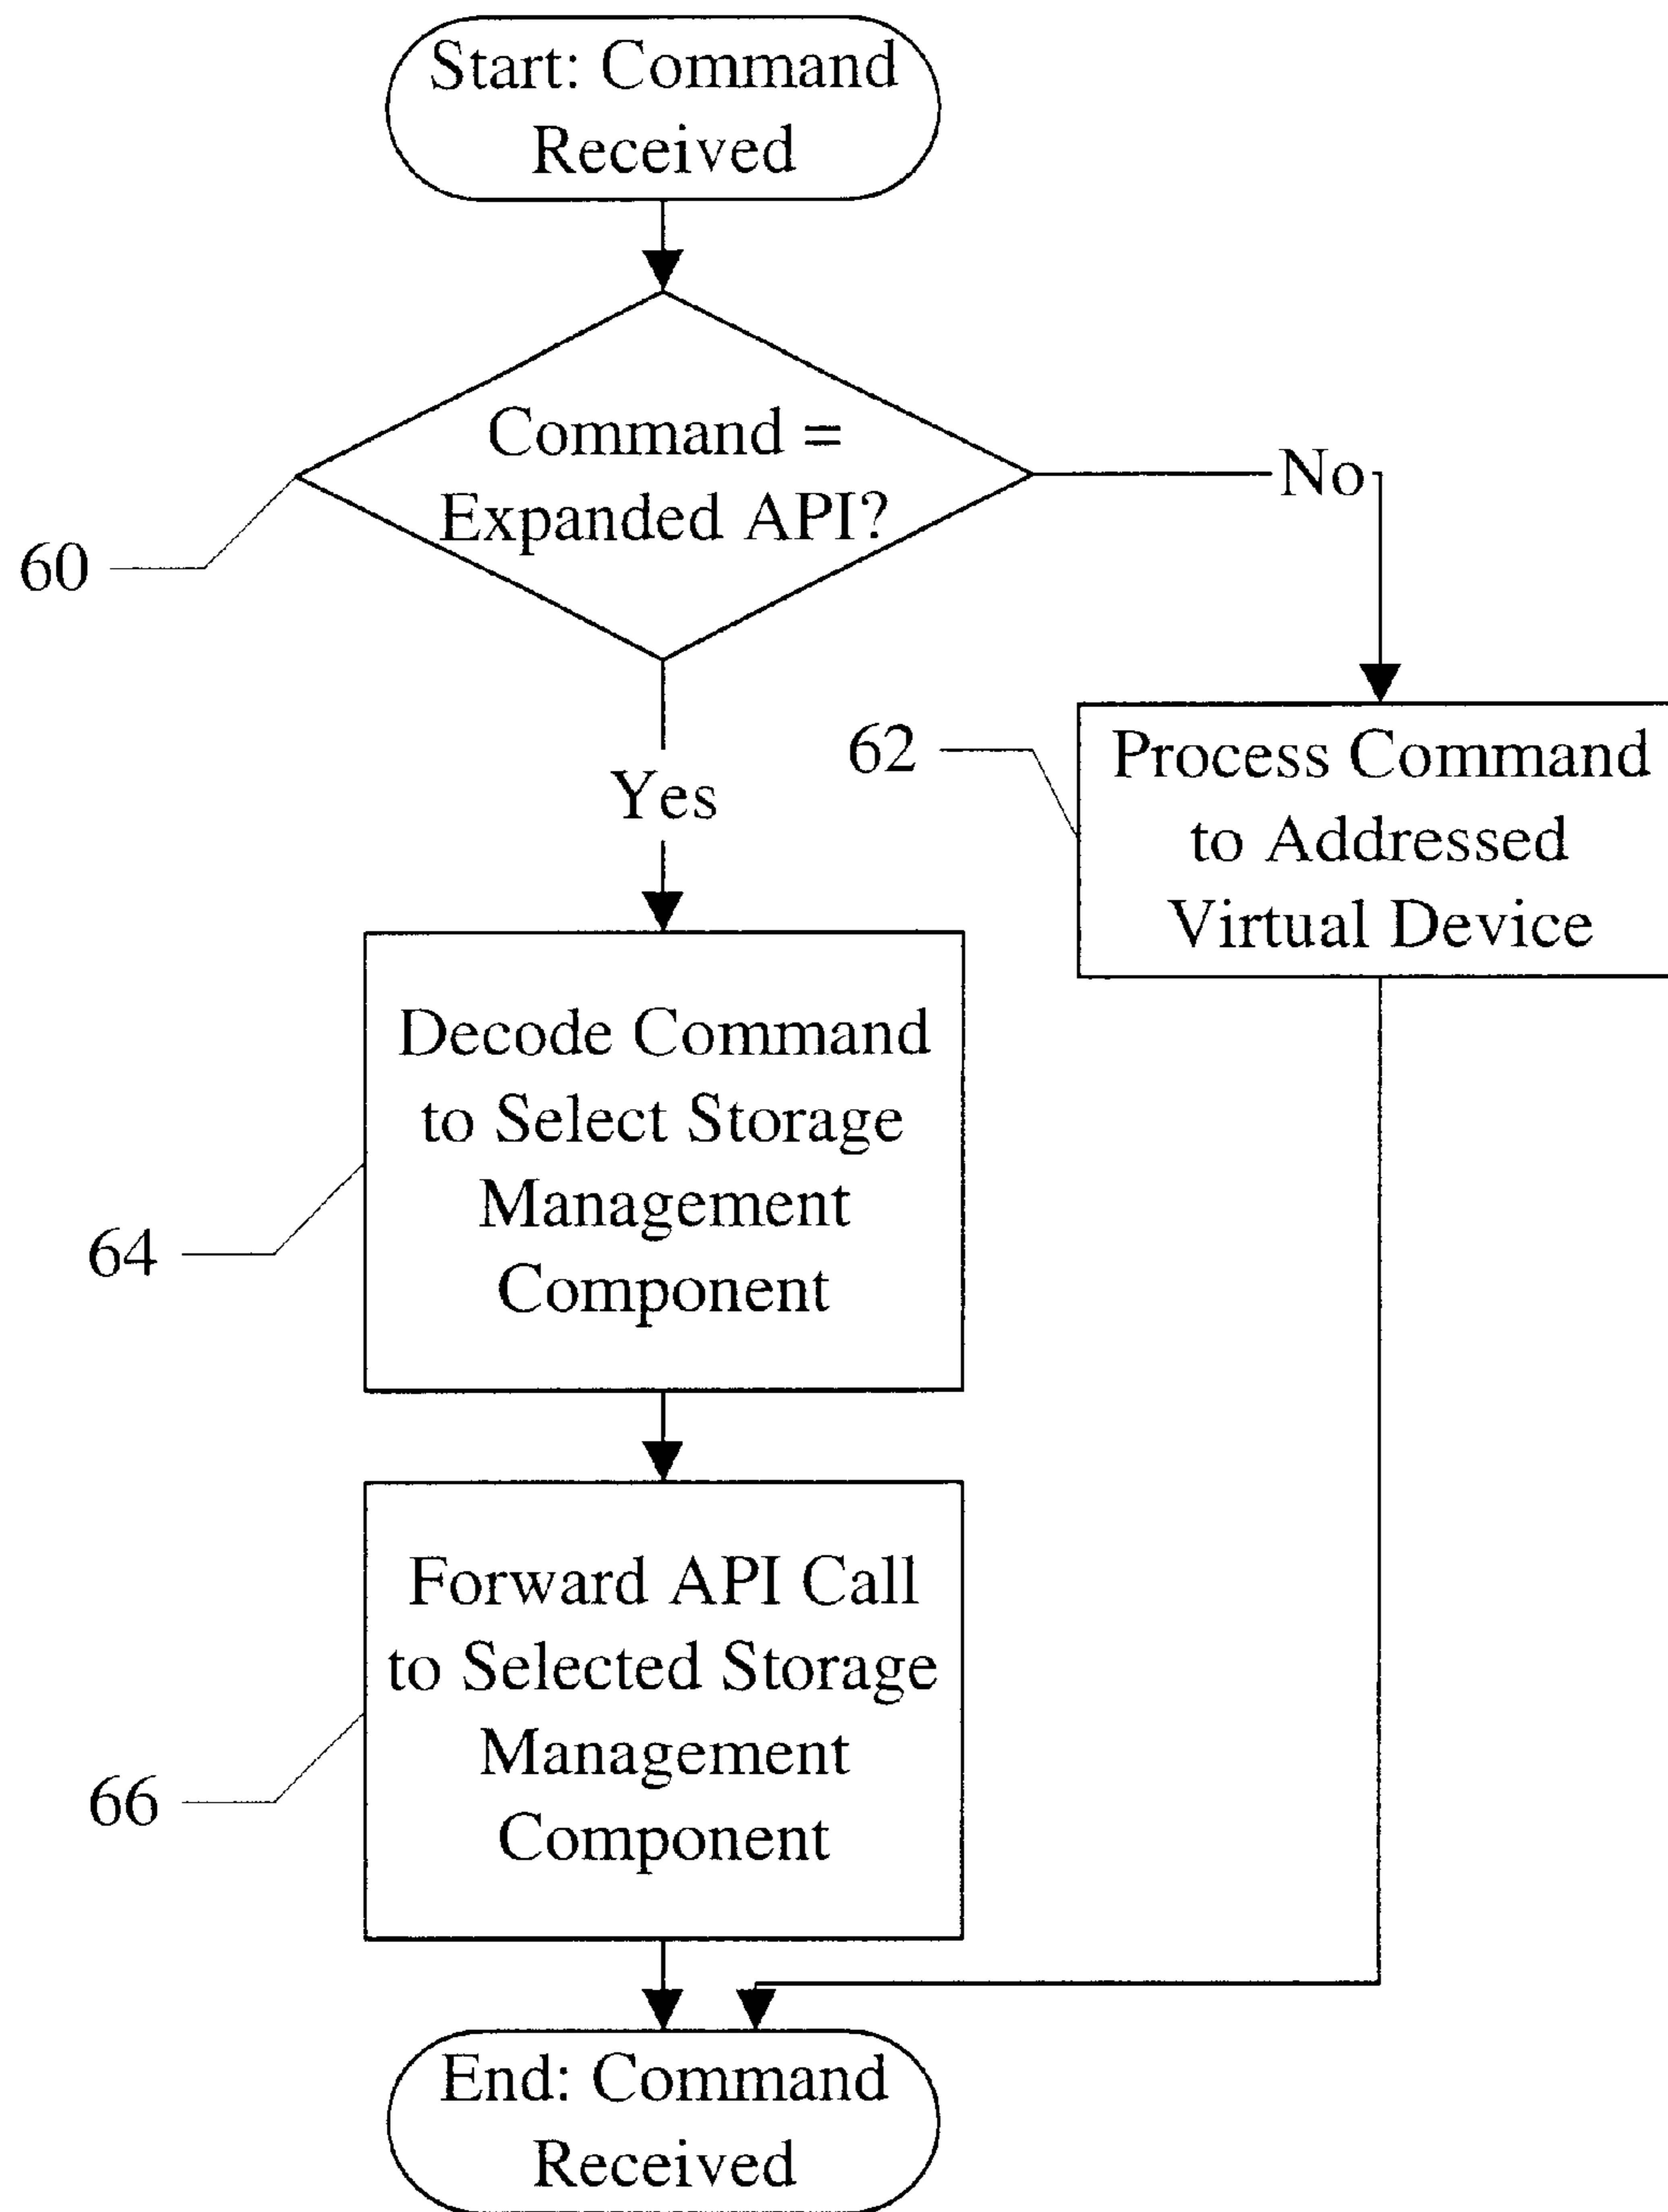 Start: Command
Received
Command =
Expanded API?
60
No
Yes
62
Process Command
to Addressed
Virtual Device
Decode Command
to Select Storage
Management
Component
64
Forward API Call
to Selected Storage
Management
Component
66
End: Command
Received